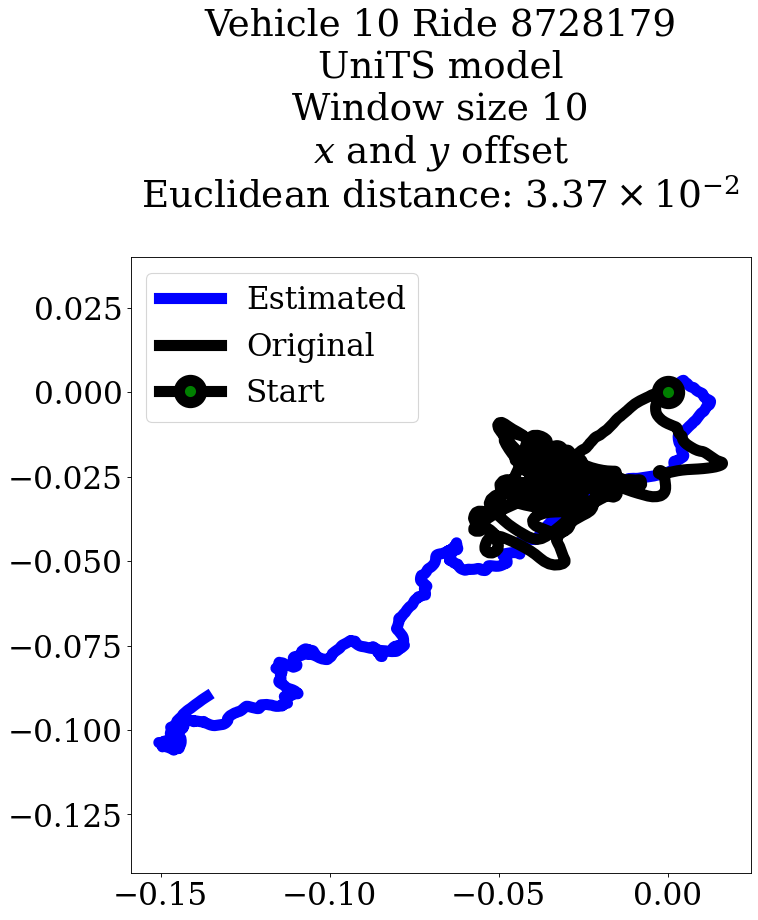 Vehicle 10 Ride 8728179
UniTS model
Window size 10
x and y offset
Euclidean distance: 3.37 × 10⁻²
Estimated
Original
Start
0.025
0.000
−0.025
−0.050
−0.075
−0.100
−0.125
−0.15 −0.10 −0.05 0.00